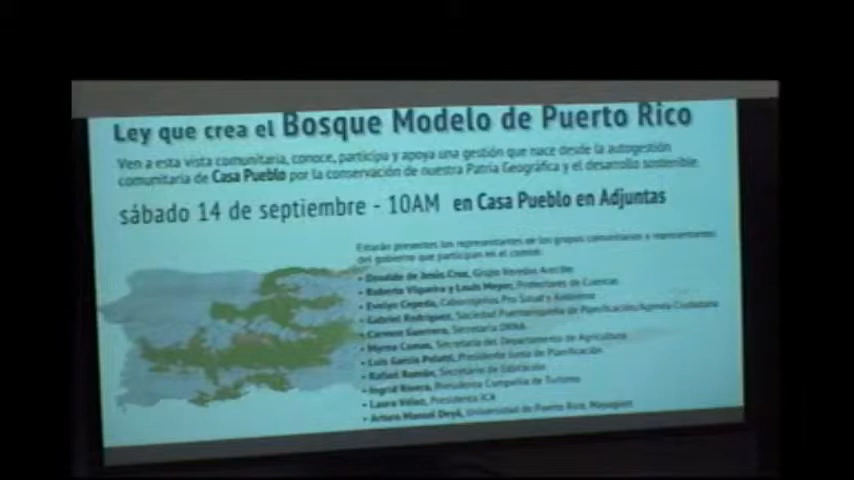 Ley que crea el Bosque Modelo de Puerto Rico
Ven a esta vista comunitaria, conoce, participa y apoya una gestión que nace desde la autogestión
comunitaria de Casa Pueblo por la conservación de nuestra Patria Geográfica y el desarrollo sostenible.
sábado 14 de septiembre - 10AM en Casa Pueblo en Adjuntas
Estarán presentes los representantes de los grupos comunitarios y representantes
del gobierno que participan en el comité:
• Osvaldo de Jesús Cruz, Grupo
• Roberto Viqueira y Louis Meyer, Protectores de Cuencas
• Evelyn Cepeda, Pro Salud y Ambiente
• Gabriel Rodríguez, Sociedad Puertorriqueña de Planificación/Agenda Ciudadana
• Carmen Guerrero, Secretaria DRNA
• Myrna Comas, Secretaria del Departamento de Agricultura
• Luis García Pelatti, Presidente Junta de Planificación
• Rafael Román, Secretario de Educación
• Ingrid Rivera, Presidenta Compañía de Turismo
• Laura Vélez, Presidenta JCA
• Arturo Massol Deyá, Universidad de Puerto Rico, Mayagüez